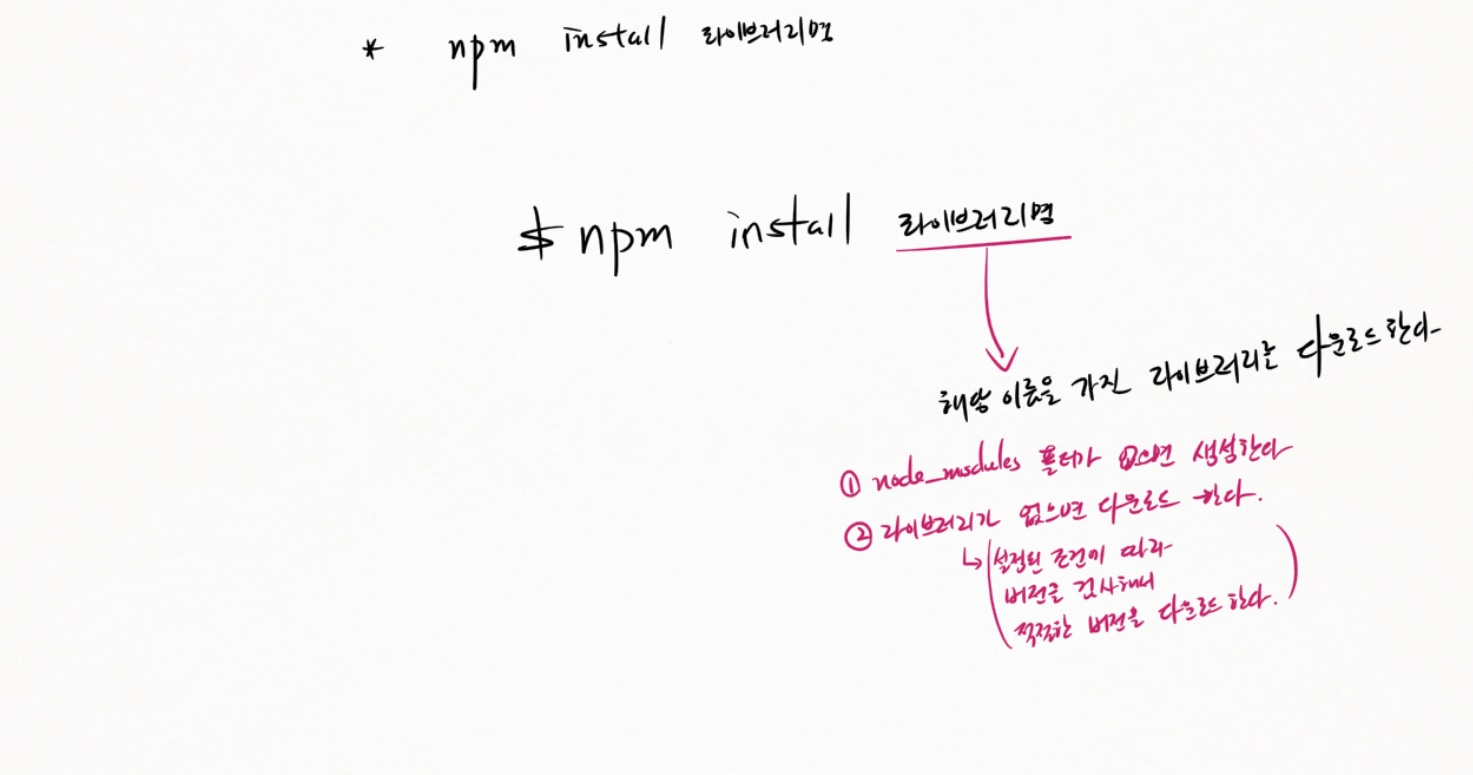 * npm install 라이브러리명
$ npm install 라이브러리명
해당 이름을 가진 라이브러리를 다운로드한다
① node_modules 폴더가 없으면 생성한다
② 라이브러리가 없으면 다운로드 한다.
↳ (설정된 조건에 따라
버전을 검사해서
적절한 버전을 다운로드 한다.)